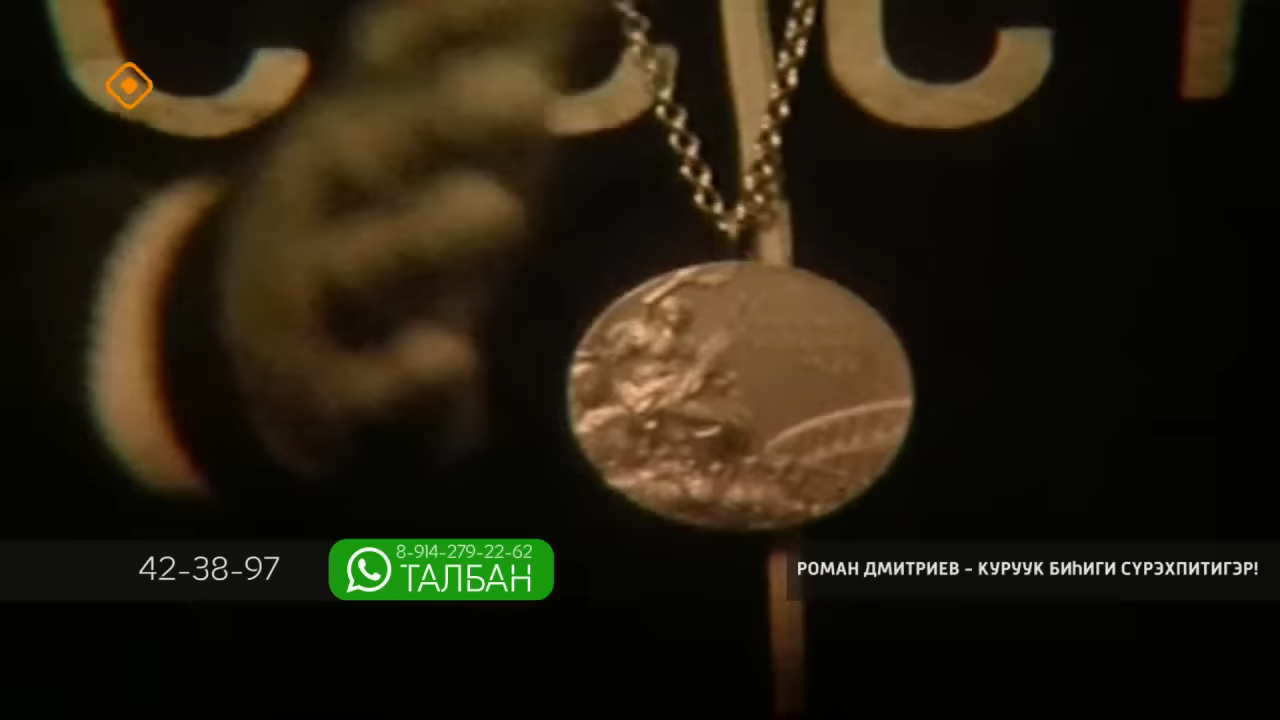 42-38-97
8-914-279-22-62
ТАЛБАН
РОМАН ДМИТРИЕВ - КУРУУК БИҺИГИ СҮРЭХПИТИГЭР!